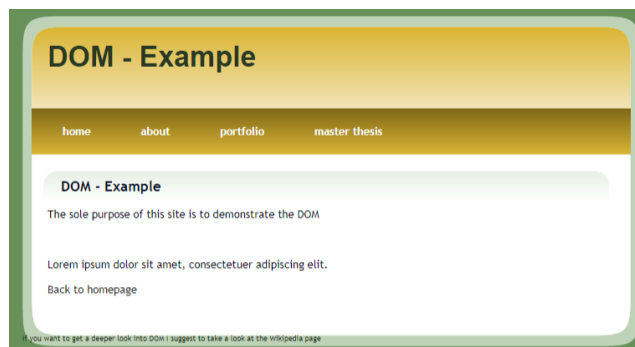 DOM - Example
home about portfolio master thesis
DOM - Example
The sole purpose of this site is to demonstrate the DOM
Lorem ipsum dolor sit amet, consectetuer adipiscing elit.
Back to homepage
If you want to get a deeper look into DOM I suggest to take a look at the Wikipedia page